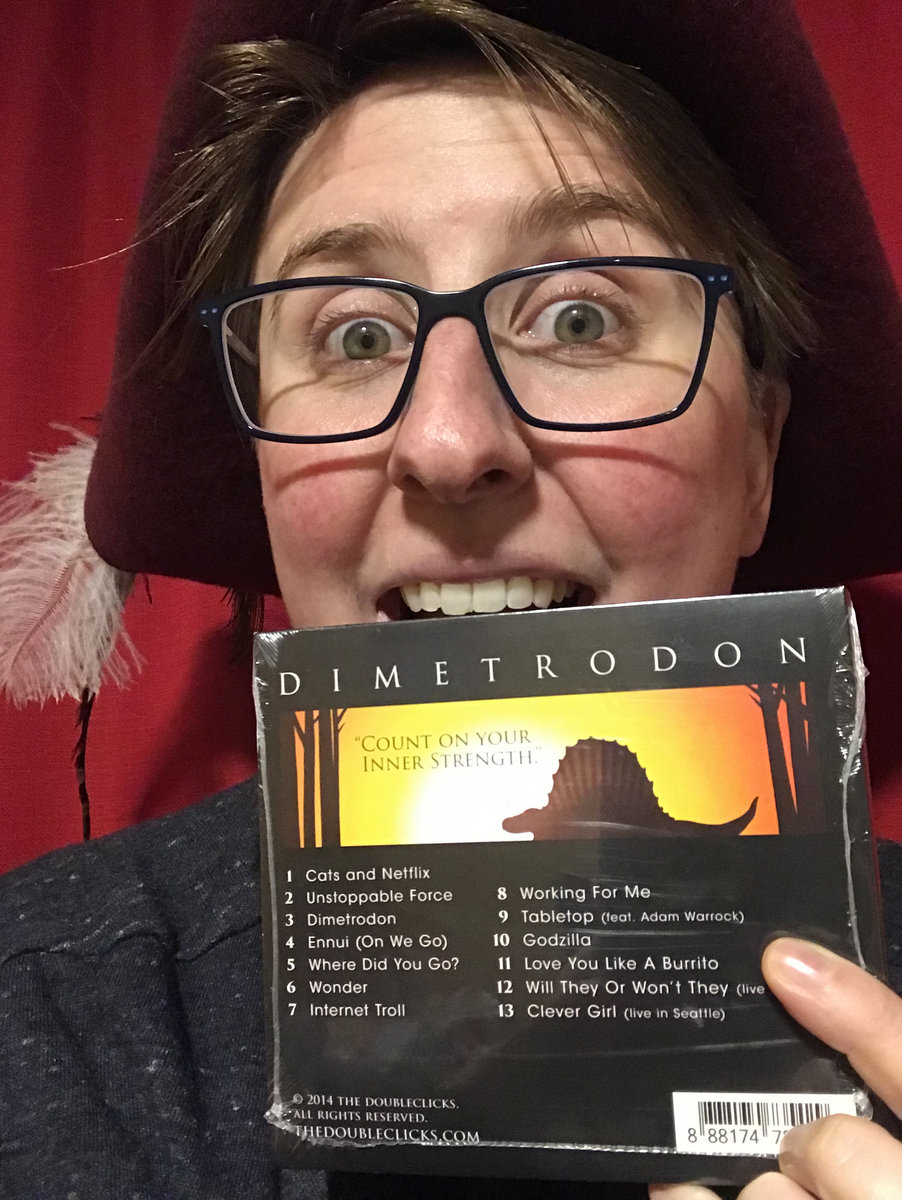 DIMETRODON
"COUNT ON YOUR
INNER STRENGTH."
1 Cats and Netflix
2 Unstoppable Force
3 Dimetrodon
4 Ennui (On We Go)
5 Where Did You Go?
6 Wonder
7 Internet Troll
8 Working For Me
9 Tabletop (feat. Adam Warrock)
10 Godzilla
11 Love You Like A Burrito
12 Will They Or Won't They (live
13 Clever Girl (live in Seattle)
© 2014 THE DOUBLECLICKS.
ALL RIGHTS RESERVED.
THEDOUBLECLICKS.COM
8 88174 7